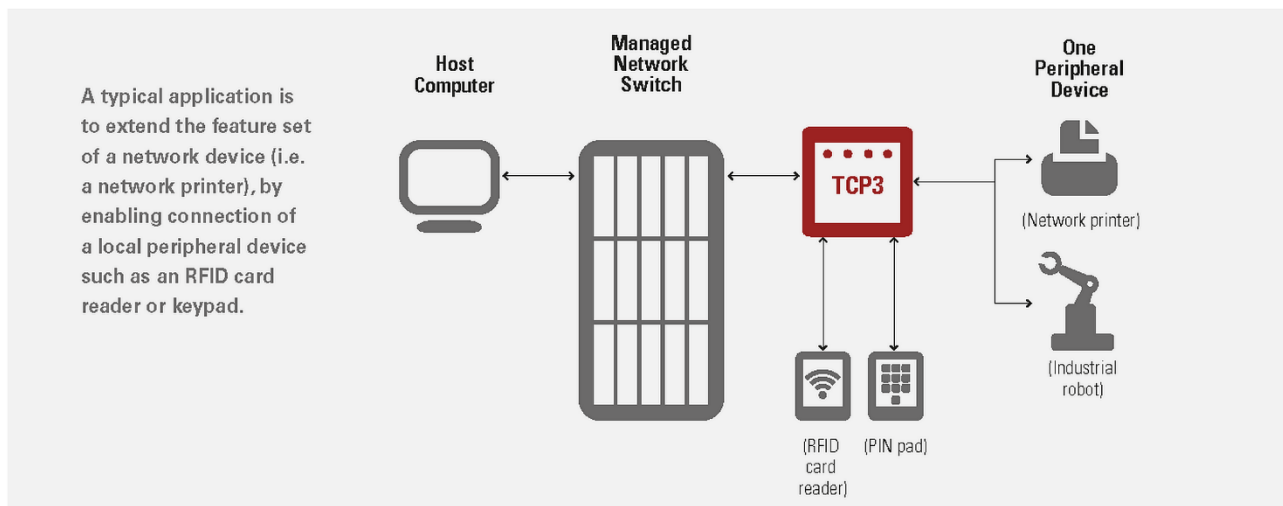 A typical application is
to extend the feature set
of a network device (i.e.
a network printer), by
enabling connection of
a local peripheral device
such as an RFID card
reader or keypad.
Host
Computer
Managed
Network
Switch
TCP3
One
Peripheral
Device
(Network printer)
(Industrial
robot)
(RFID
card
reader)
(PIN pad)